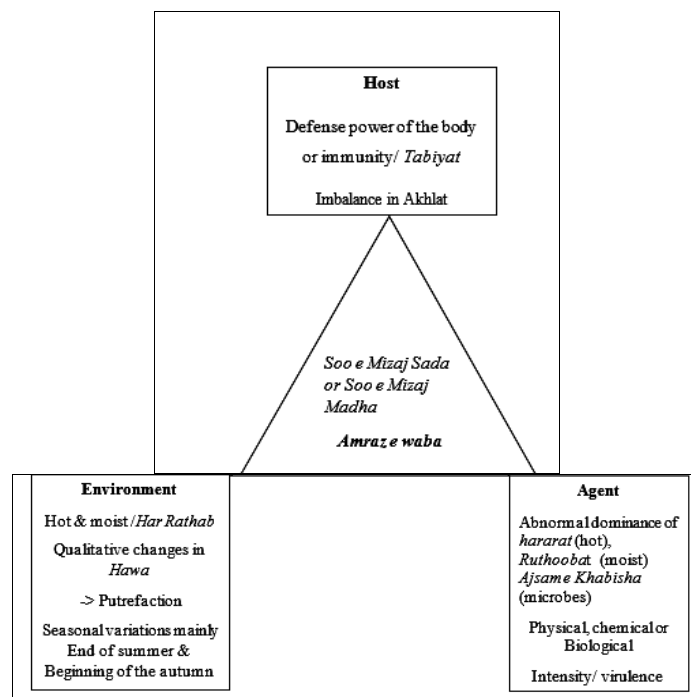 Host
Defense power of the body
or immunity/ Tabiyat
Imbalance in Akhlat
Soo e Mizaj Sada
or Soo e Mizaj
Madha
Amraz e waba
Environment
Hot & moist /Har Rathab
Qualitative changes in
Hawa
-> Putrefaction
Seasonal variations mainly
End of summer &
Beginning of the autumn
Agent
Abnormal dominance of
hararat (hot),
Ruthoobat (moist)
Ajsame Khabisha
(microbes)
Physical, chemical or
Biological
Intensity/ virulence